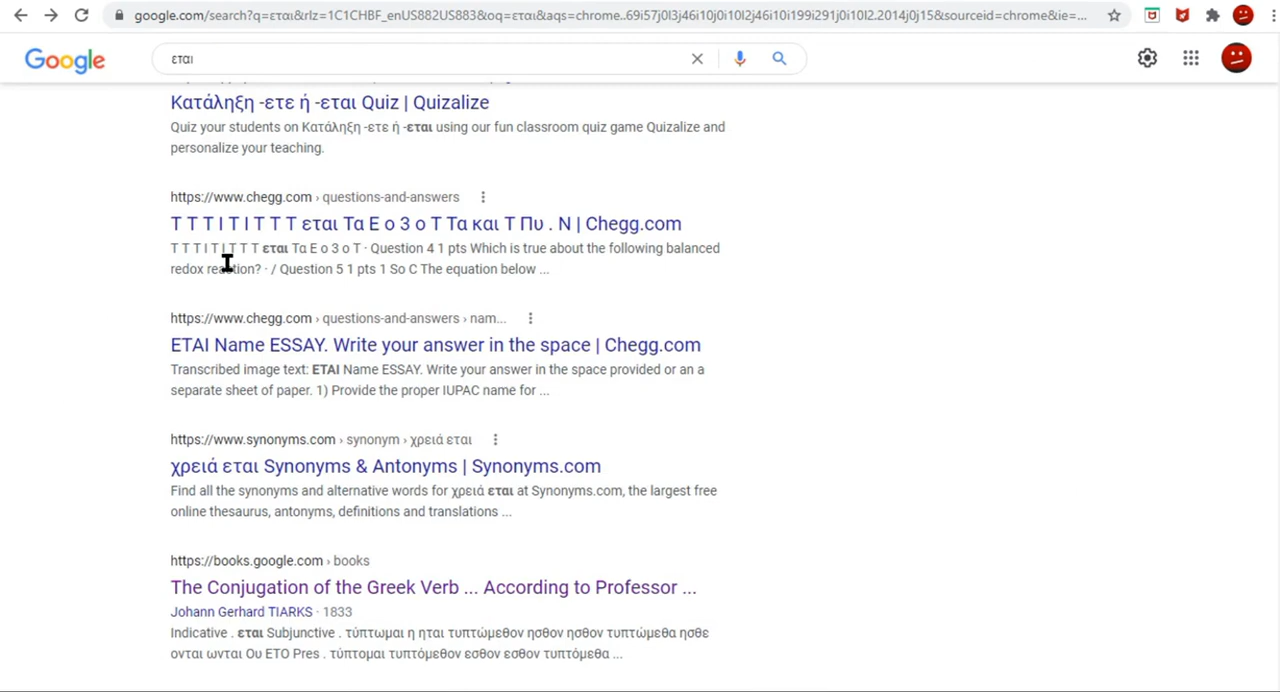 google.com/search?q=εται&rlz=1C1CHBF_enUS882US883&oq=εται&aqs=chrome..69i57j0l3j46i10j0i10l2j46i10i199i291j0i10l2.2014j0j15&sourceid=chrome&ie=...
Google
εται
Κατάληξη -ετε ή -εται Quiz | Quizalize
Quiz your students on Κατάληξη -ετε ή -εται using our fun classroom quiz game Quizalize and
personalize your teaching.
https://www.chegg.com › questions-and-answers
Τ Τ Τ Ι Τ Ι Τ Τ Τ εται Τα Ε ο 3 ο Τ Τα και Τ Πυ . Ν | Chegg.com
Τ Τ Τ Ι Τ Ι Τ Τ Τ εται Τα Ε ο 3 ο Τ · Question 4 1 pts Which is true about the following balanced
redox reaction? · / Question 5 1 pts 1 So C The equation below ...
https://www.chegg.com › questions-and-answers › nam...
ETAI Name ESSAY. Write your answer in the space | Chegg.com
Transcribed image text: ETAI Name ESSAY. Write your answer in the space provided or an a
separate sheet of paper. 1) Provide the proper IUPAC name for ...
https://www.synonyms.com › synonym › χρειά εται
χρειά εται Synonyms & Antonyms | Synonyms.com
Find all the synonyms and alternative words for χρειά εται at Synonyms.com, the largest free
online thesaurus, antonyms, definitions and translations ...
https://books.google.com › books
The Conjugation of the Greek Verb ... According to Professor ...
Johann Gerhard TIARKS · 1833
Indicative . εται Subjunctive . τύπτωμαι η ηται τυπτώμεθον ησθον ησθον τυπτώμεθα ησθε
ονται ωνται Ου ΕΤΟ Pres . τύπτομαι τυπτόμεθον εσθον εσθον τυπτόμεθα ...